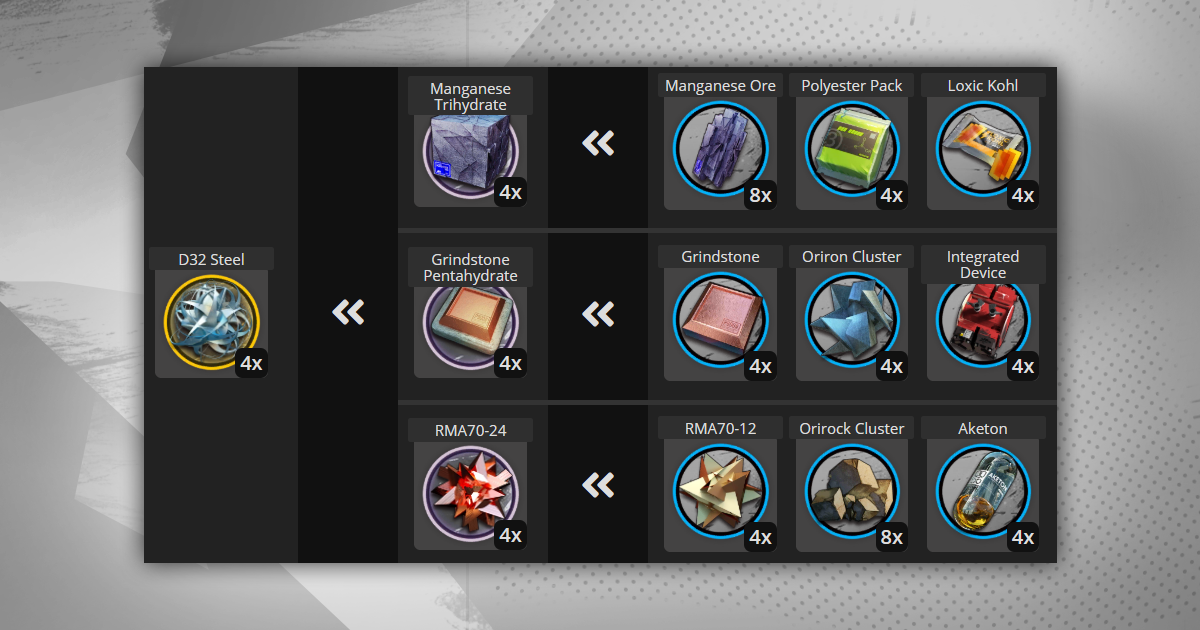 Manganese
Trihydrate
4x
Manganese Ore
8x
Polyester Pack
4x
Loxic Kohl
4x
D32 Steel
4x
Grindstone
Pentahydrate
4x
Grindstone
4x
Oriron Cluster
4x
Integrated
Device
4x
RMA70-24
4x
RMA70-12
4x
Orirock Cluster
8x
Aketon
4x